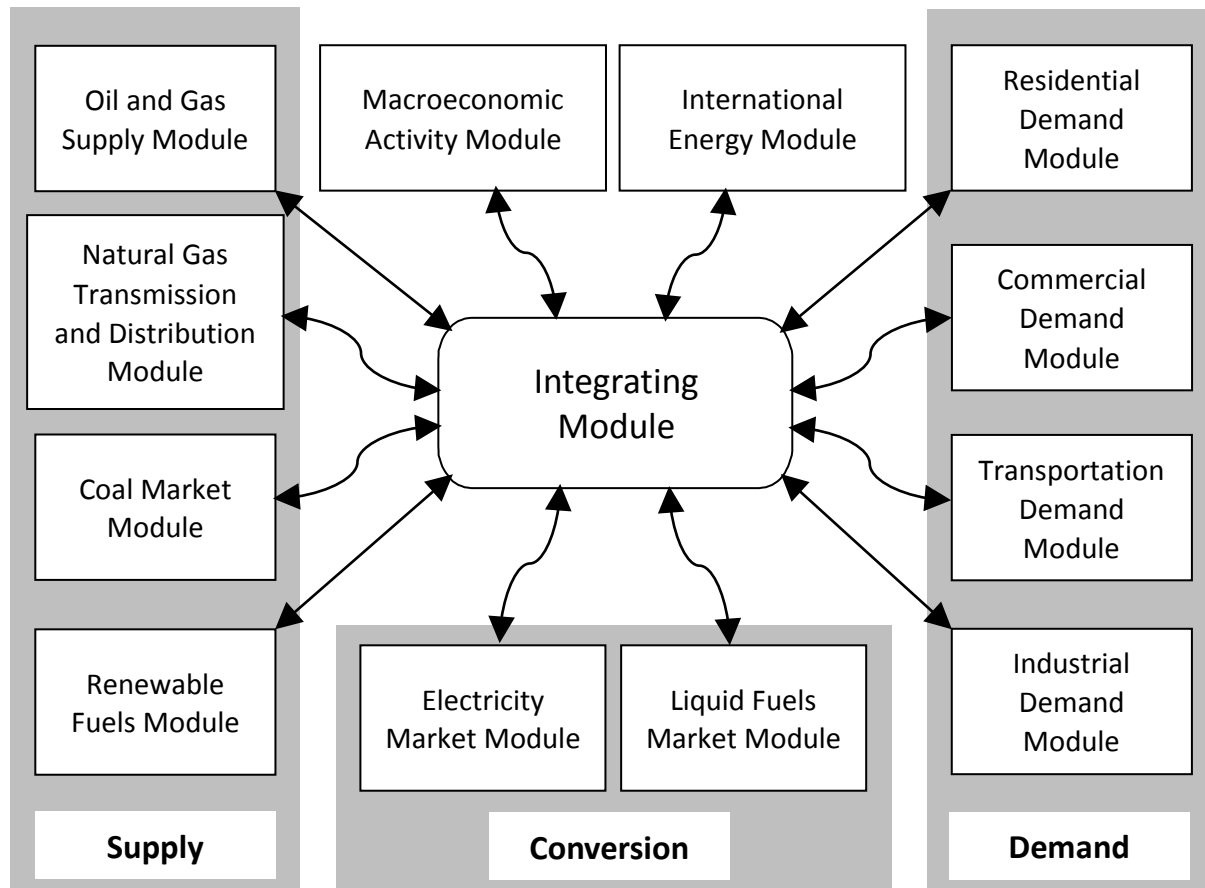 Oil and Gas
Supply Module
Natural Gas
Transmission
and Distribution
Module
Coal Market
Module
Renewable
Fuels Module
Supply
Macroeconomic
Activity Module
International
Energy Module
Integrating
Module
Electricity
Market Module
Liquid Fuels
Market Module
Conversion
Residential
Demand
Module
Commercial
Demand
Module
Transportation
Demand
Module
Industrial
Demand
Module
Demand